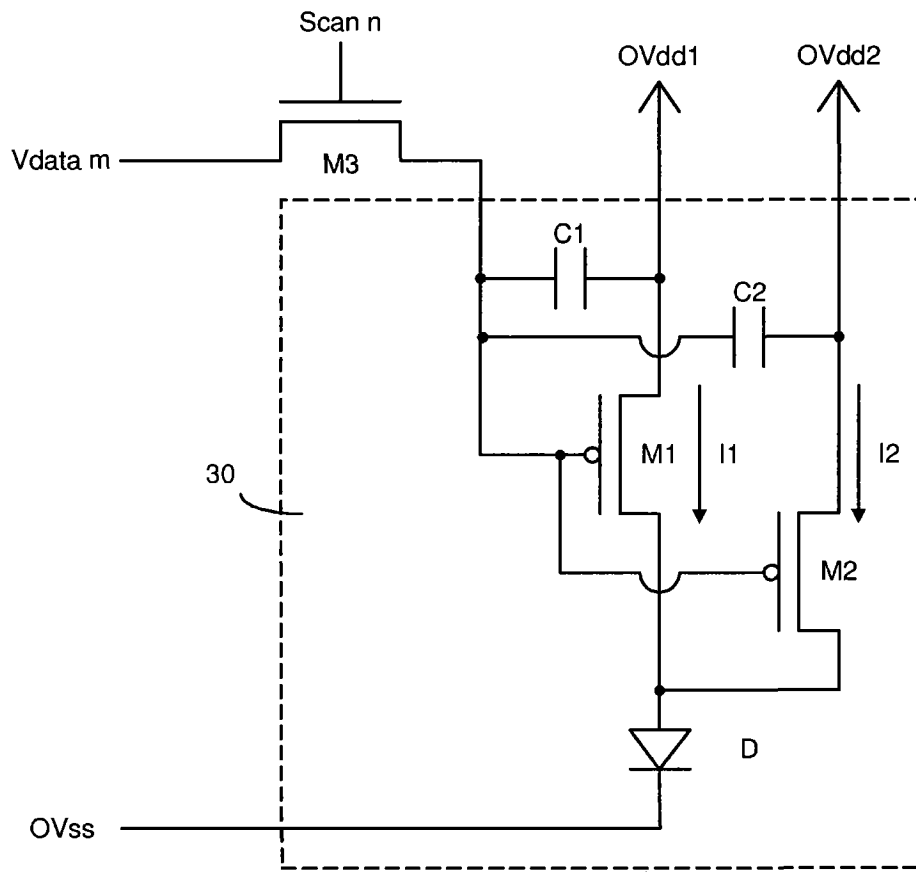 Scan n
OVdd1
OVdd2
Vdata m
M3
C1
C2
M1
I1
I2
30
M2
D
OVss